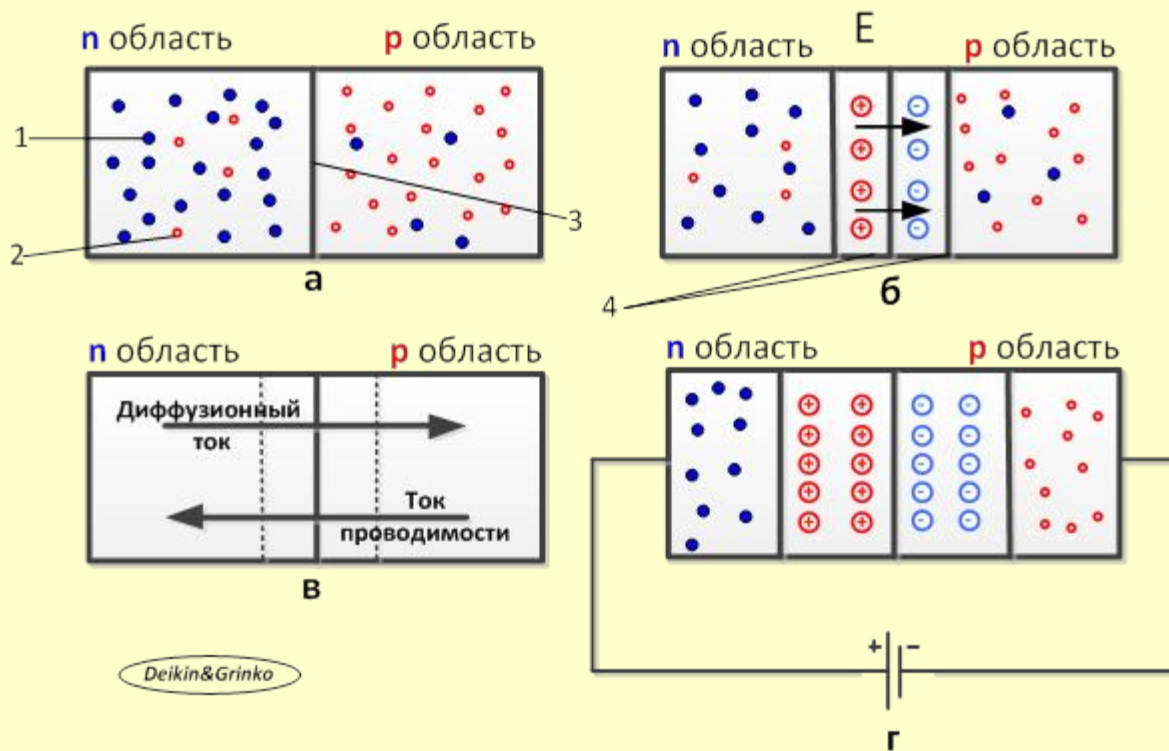 n область
p область
1
2
3
а
E
n область
p область
+ -
+ -
+ -
+ -
4
б
n область
p область
Диффузионный
ток
Ток
проводимости
в
Deikin&Grinko
n область
p область
+ + - -
+ + - -
+ + - -
+ + - -
+ + - -
+ -
г